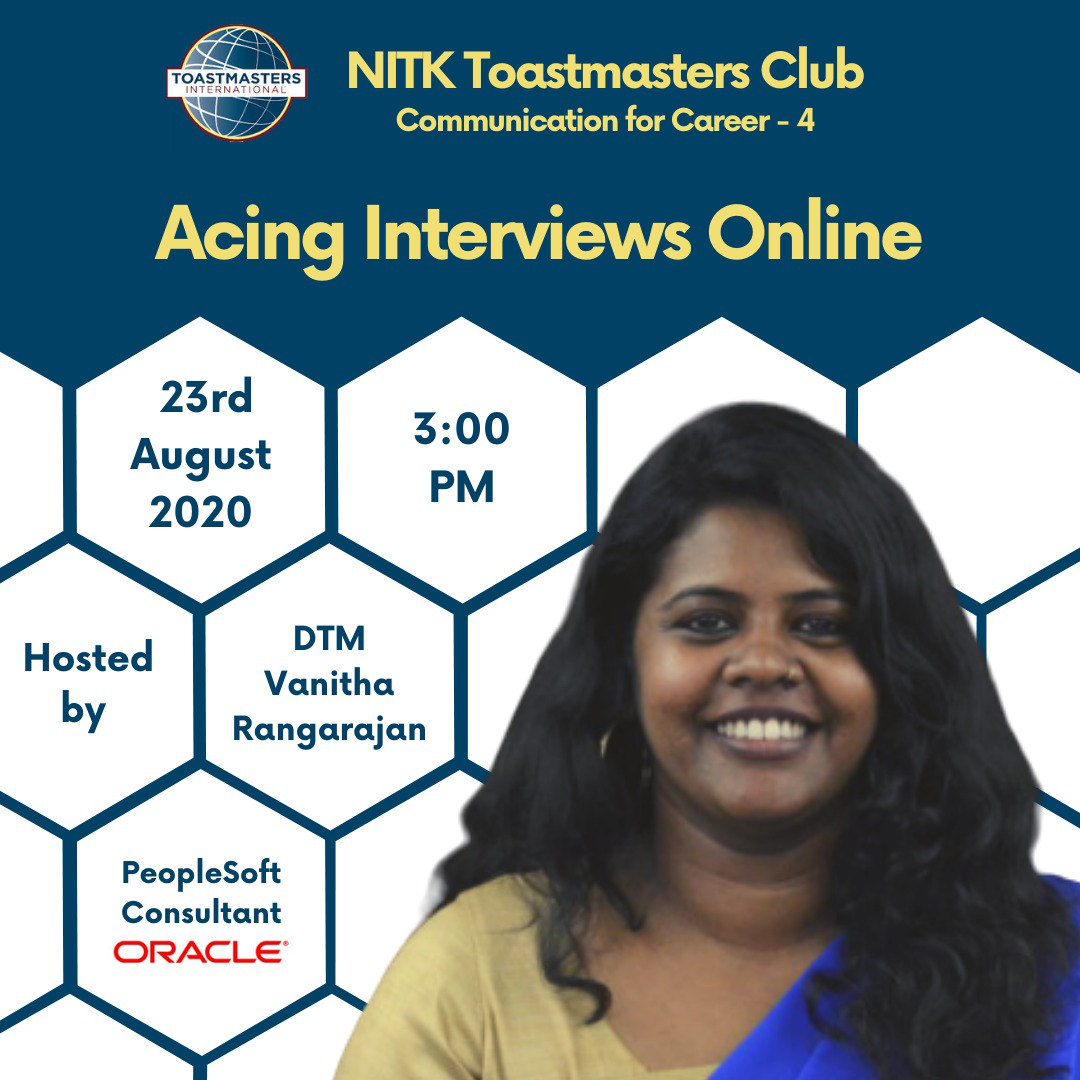 TOASTMASTERS
INTERNATIONAL
NITK Toastmasters Club
Communication for Career - 4
Acing Interviews Online
23rd
August
2020
3:00
PM
Hosted
by
DTM
Vanitha
Rangarajan
PeopleSoft
Consultant
ORACLE®